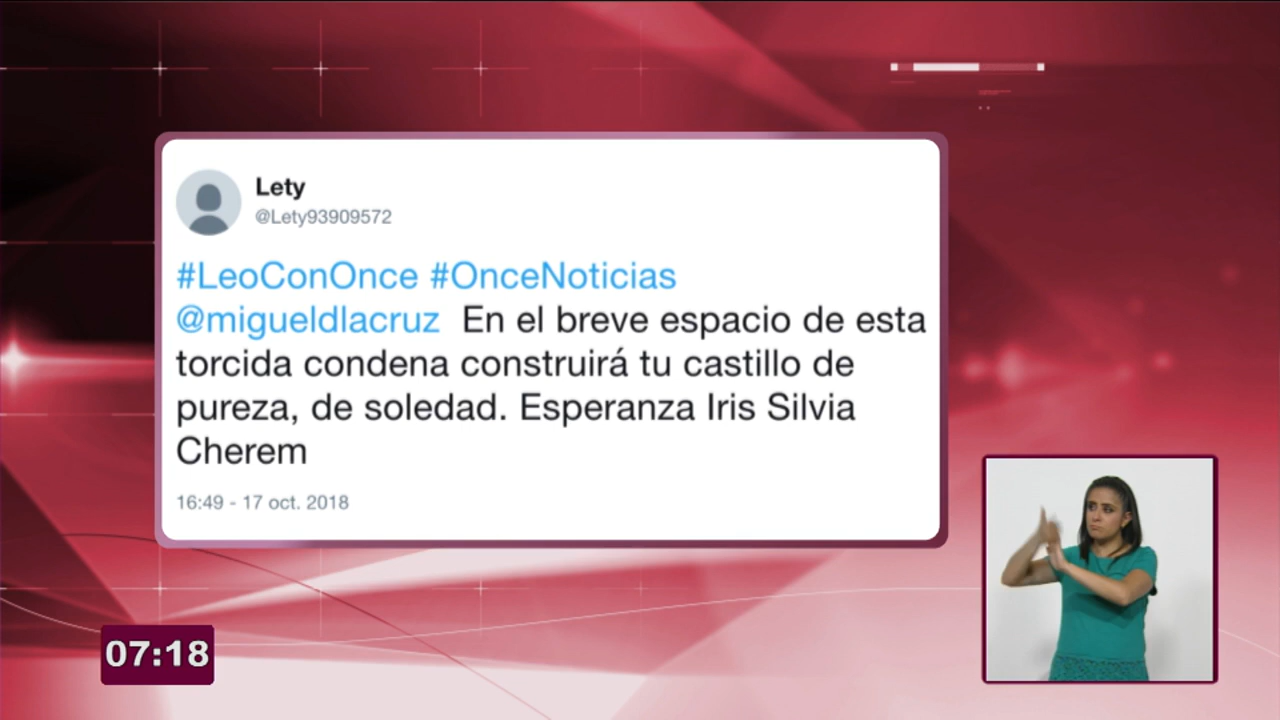 Lety
@Lety93909572
#LeoConOnce #OnceNoticias
@migueldlacruz En el breve espacio de esta
torcida condena construirá tu castillo de
pureza, de soledad. Esperanza Iris Silvia
Cherem
16:49 - 17 oct. 2018
07:18